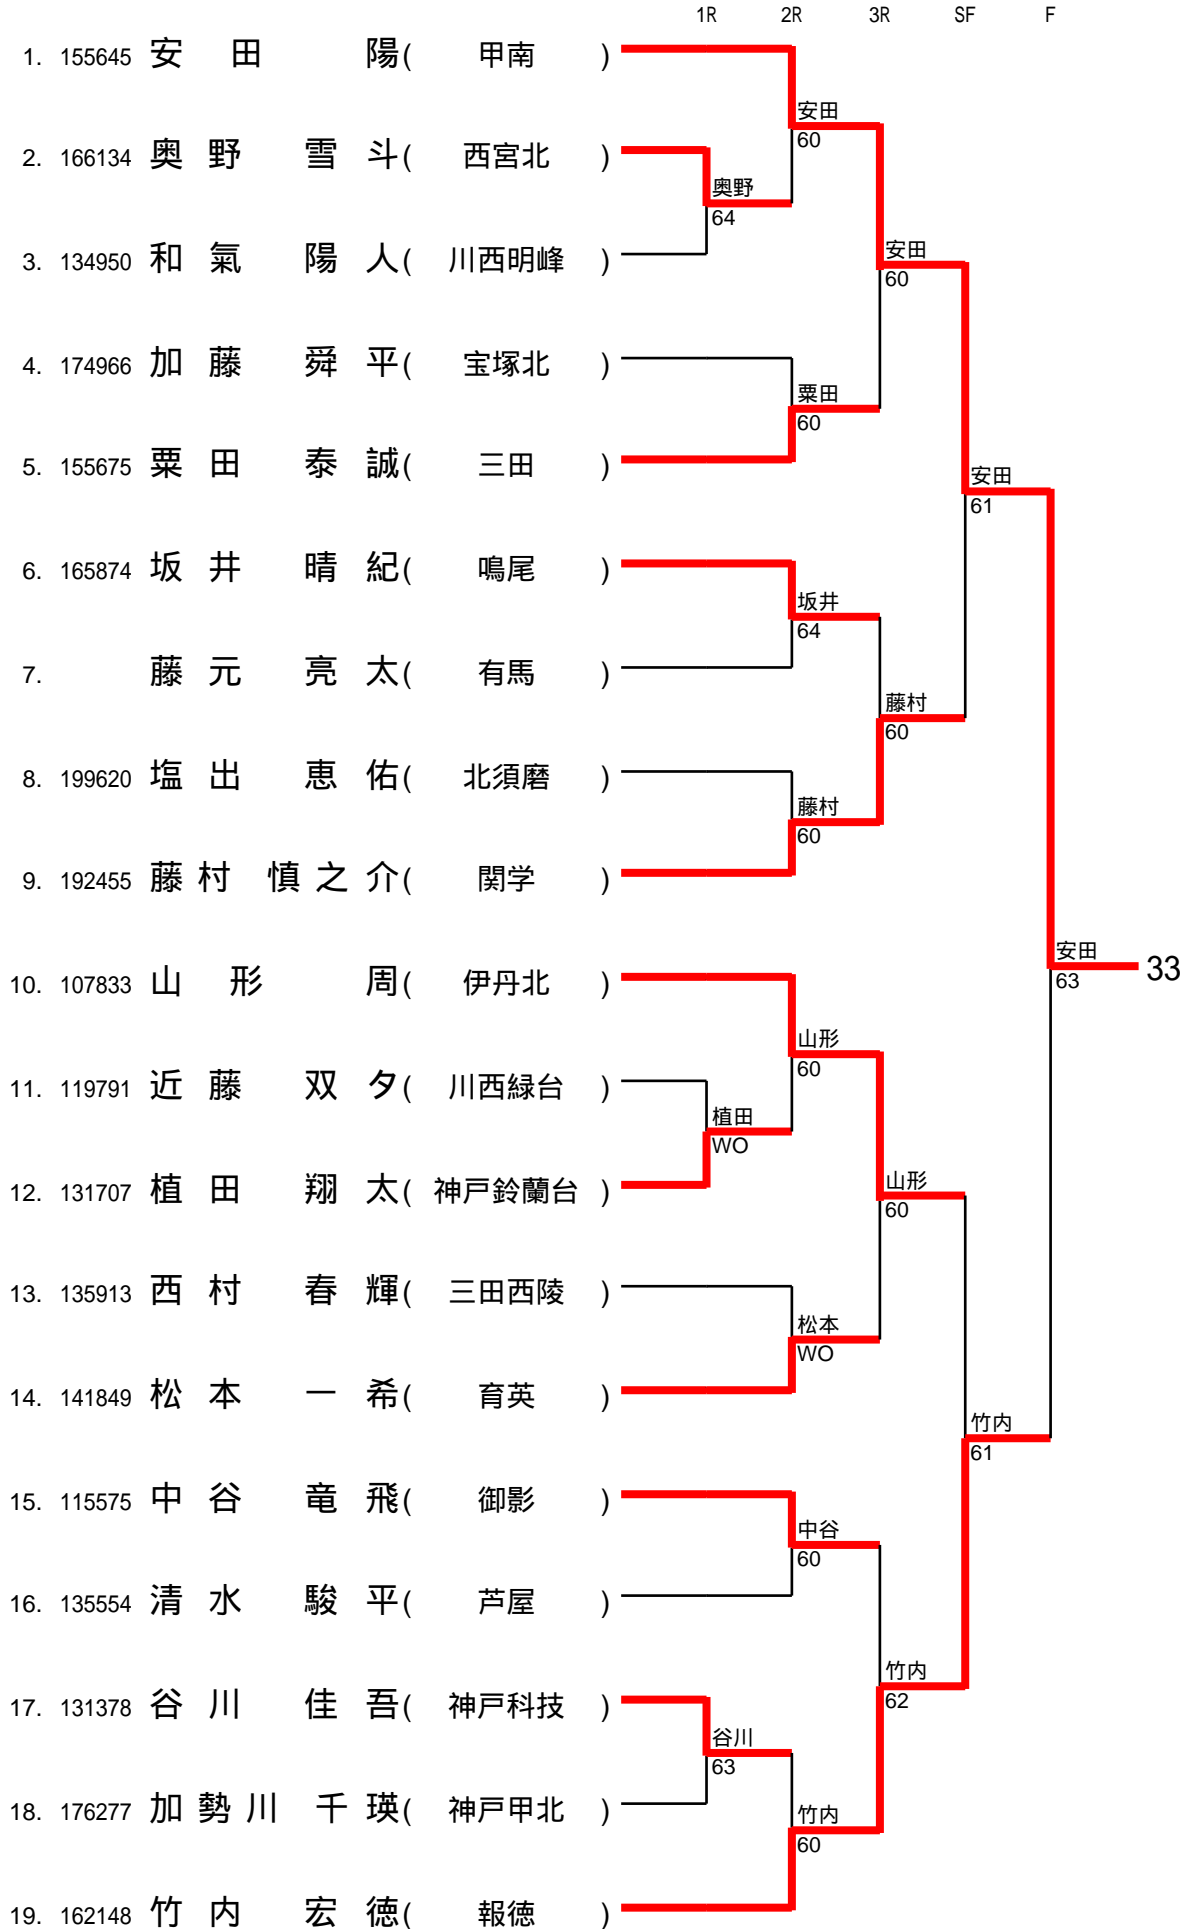 1R 2R 3R SF F
1. 155645 安田 陽( 甲南 )
安田
60
2. 166134 奥野 雪斗( 西宮北 )
奥野
64
3. 134950 和氣 陽人( 川西明峰 )
安田
60
4. 174966 加藤 舜平( 宝塚北 )
粟田
60
5. 155675 粟田 泰誠( 三田 )
安田
61
6. 165874 坂井 晴紀( 鳴尾 )
坂井
64
7. 藤元 亮太( 有馬 )
藤村
60
8. 199620 塩出 恵佑( 北須磨 )
藤村
60
9. 192455 藤村 慎之介( 関学 )
安田
63
33
10. 107833 山形 周( 伊丹北 )
山形
60
11. 119791 近藤 双夕( 川西緑台 )
植田
WO
12. 131707 植田 翔太( 神戸鈴蘭台 )
山形
60
13. 135913 西村 春輝( 三田西陵 )
松本
WO
14. 141849 松本 一希( 育英 )
竹内
61
15. 115575 中谷 竜飛( 御影 )
中谷
60
16. 135554 清水 駿平( 芦屋 )
竹内
62
17. 131378 谷川 佳吾( 神戸科技 )
谷川
63
18. 176277 加勢川 千瑛( 神戸甲北 )
竹内
60
19. 162148 竹内 宏徳( 報徳 )